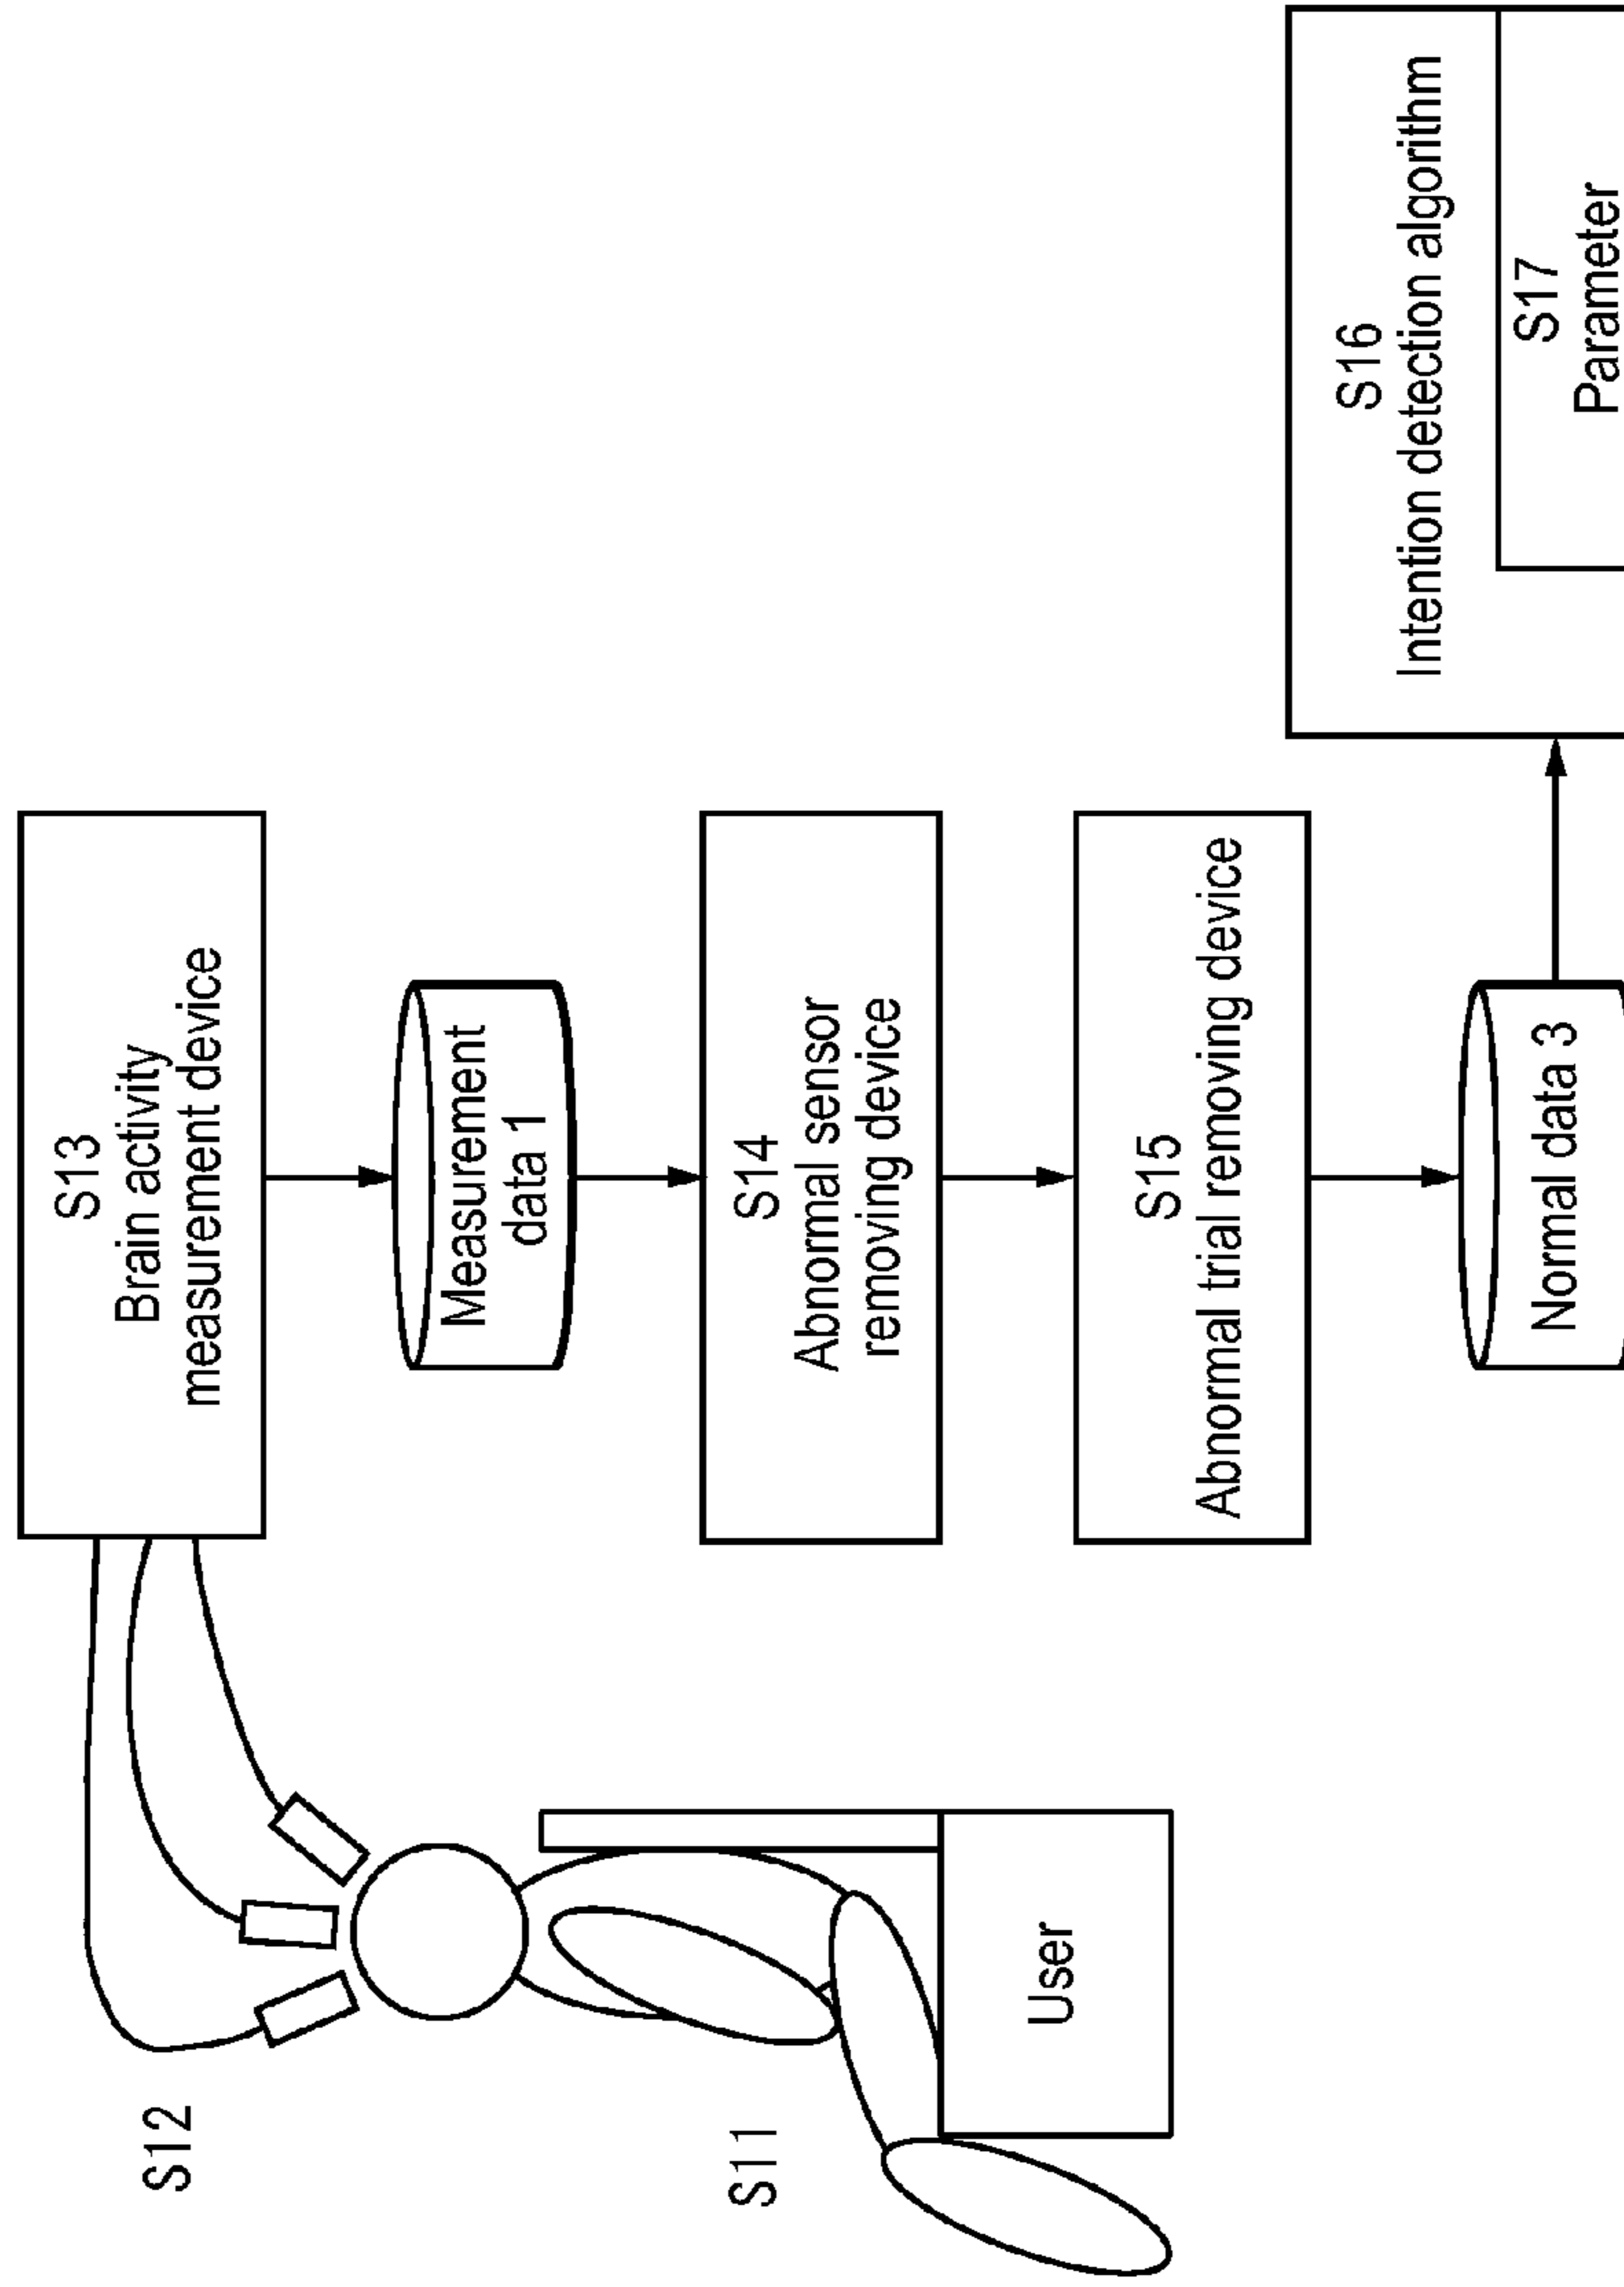 S12
S11
User
S13
Brain activity
measurement device
Measurement
data 1
S14
Abnormal sensor
removing device
S15
Abnormal trial removing device
Normal data 3
S16
Intention detection algorithm
S17
Parameter